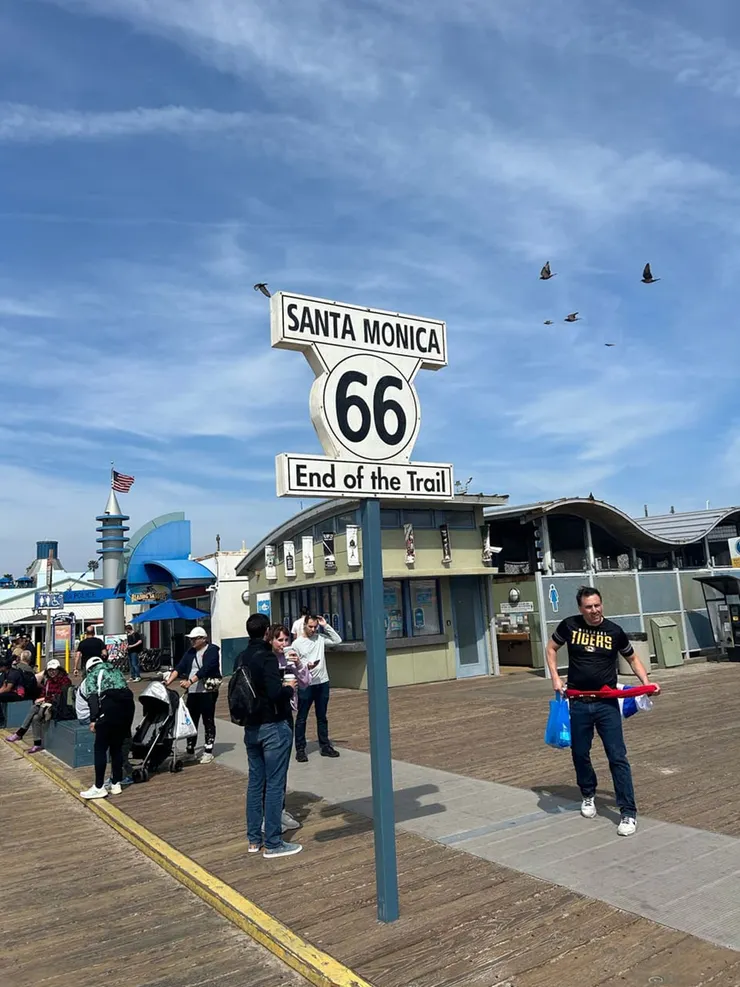 SANTA MONICA
66
End of the Trail
TIGERS